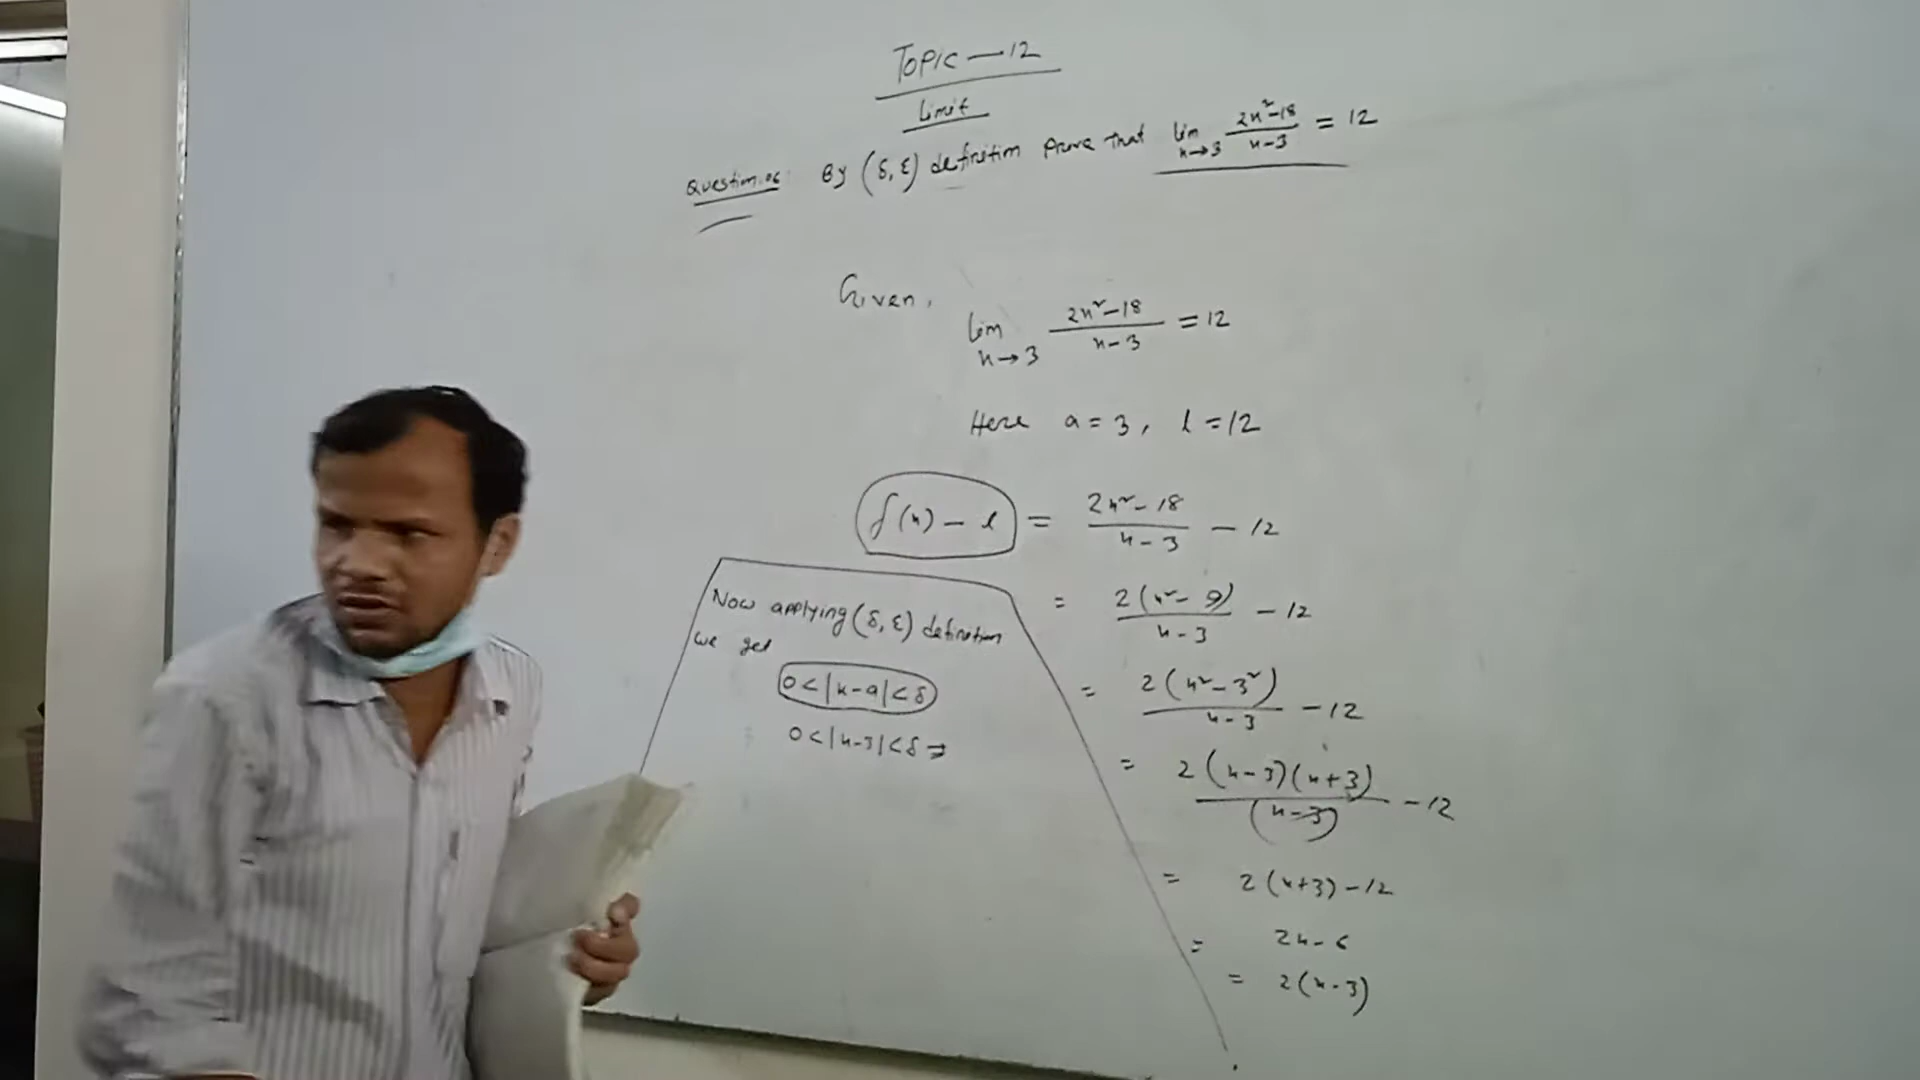 Topic — 12
Limit
Question:06: By (δ, ε) definition Prove that lim x→3 2x²-18 / x-3 = 12
Given,
lim x→3 2x²-18 / x-3 = 12
Here a = 3, l = 12
f(x) - l = 2x²-18 / x-3 - 12
= 2(x²-9) / x-3 - 12
= 2(x²-3²) / x-3 - 12
= 2(x-3)(x+3) / (x-3) - 12
= 2(x+3)-12
= 2x-6
= 2(x-3)
Now applying (δ, ε) definition
we get
0<|x-a|<δ
0<|x-3|<δ ⇒